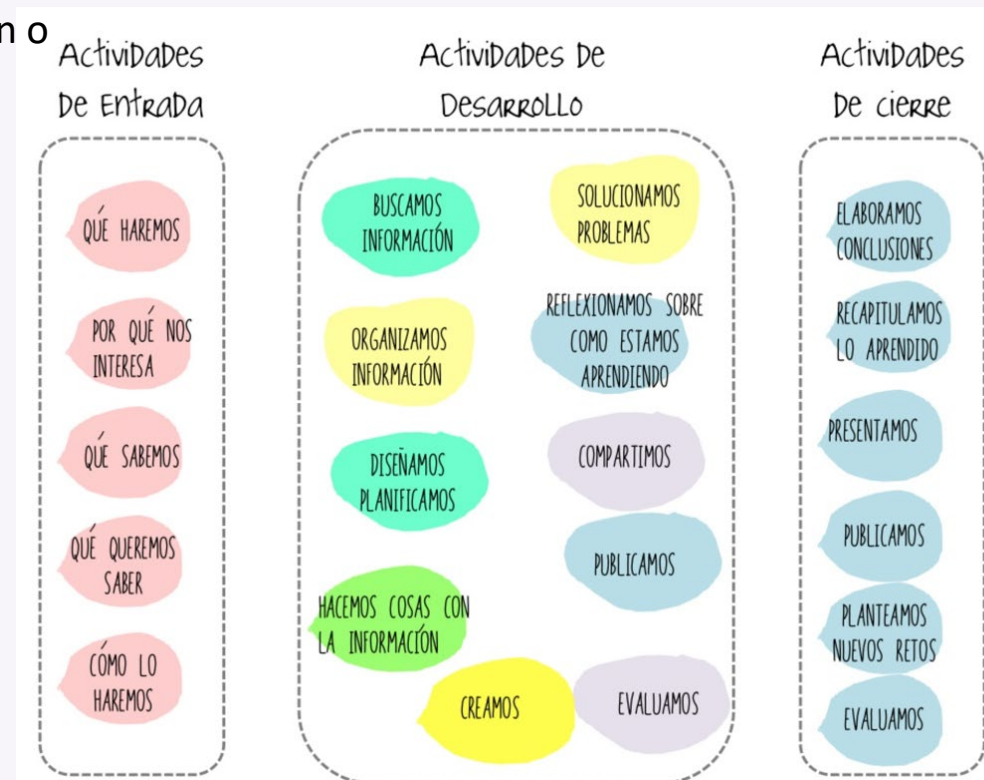 n o
Actividades
De Entrada
QUÉ HAREMOS
POR QUÉ NOS
INTERESA
QUÉ SABEMOS
QUÉ QUEREMOS
SABER
CÓMO LO
HAREMOS
Actividades De
Desarrollo
BUSCAMOS
INFORMACIÓN
SOLUCIONAMOS
PROBLEMAS
ORGANIZAMOS
INFORMACIÓN
REFLEXIONAMOS SOBRE
COMO ESTAMOS
APRENDIENDO
DISEÑAMOS
PLANIFICAMOS
COMPARTIMOS
PUBLICAMOS
HACEMOS COSAS CON
LA INFORMACIÓN
CREAMOS
EVALUAMOS
Actividades
De cierre
ELABORAMOS
CONCLUSIONES
RECAPITULAMOS
LO APRENDIDO
PRESENTAMOS
PUBLICAMOS
PLANTEAMOS
NUEVOS RETOS
EVALUAMOS